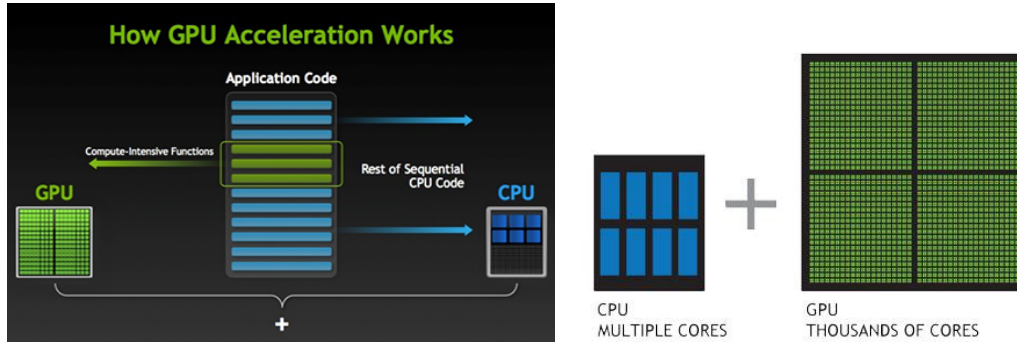 How GPU Acceleration Works
Application Code
Compute-Intensive Functions
GPU
Rest of Sequential
CPU Code
CPU
+
CPU
MULTIPLE CORES
GPU
THOUSANDS OF CORES